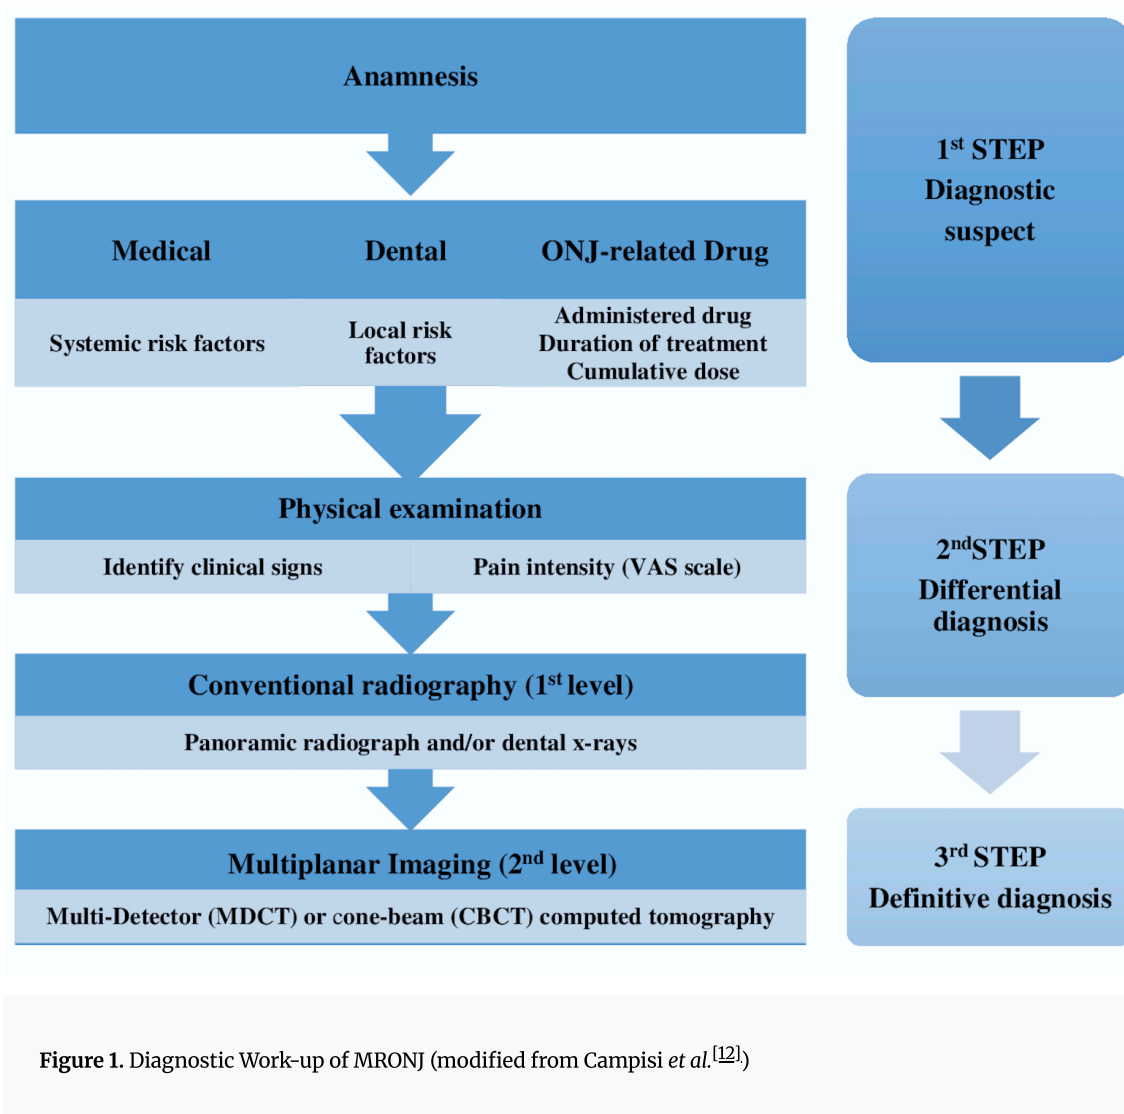 Anamnesis
Medical
Dental
ONJ-related Drug
Systemic risk factors
Local risk
factors
Administered drug
Duration of treatment
Cumulative dose
Physical examination
Identify clinical signs
Pain intensity (VAS scale)
Conventional radiography (1st level)
Panoramic radiograph and/or dental x-rays
Multiplanar Imaging (2nd level)
Multi-Detector (MDCT) or cone-beam (CBCT) computed tomography
1st STEP
Diagnostic
suspect
2ndSTEP
Differential
diagnosis
3rd STEP
Definitive diagnosis
Figure 1. Diagnostic Work-up of MRONJ (modified from Campisi et al.[12].)